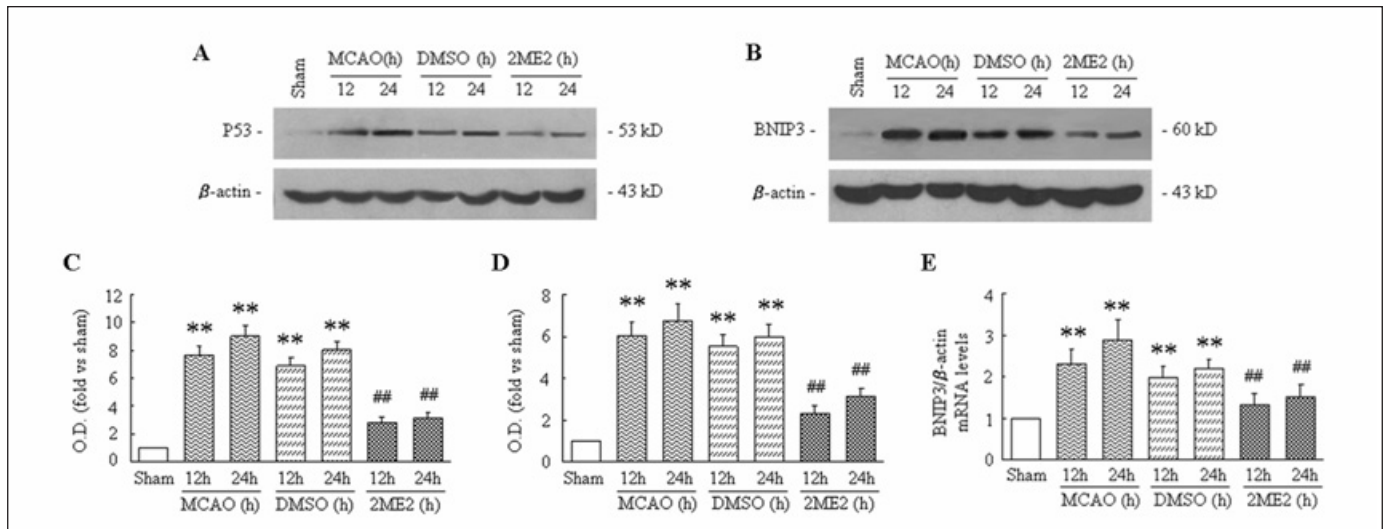 A
Sham
MCAO(h) DMSO (h) 2ME2 (h)
12 24 12 24 12 24
P53 - - 53 kD
β-actin - - 43 kD
B
Sham
MCAO(h) DMSO (h) 2ME2 (h)
12 24 12 24 12 24
BNIP3 - - 60 kD
β-actin - - 43 kD
C
O.D. (fold vs sham)
12
10
8
6
4
2
0
** ** ** ** ## ##
Sham 12h 24h 12h 24h 12h 24h
MCAO (h) DMSO (h) 2ME2 (h)
D
O.D. (fold vs sham)
8
6
4
2
0
** ** ** ** ## ##
Sham 12h 24h 12h 24h 12h 24h
MCAO (h) DMSO (h) 2ME2 (h)
E
BNIP3/β-actin
mRNA levels
4
3
2
1
0
** ** ** ** ## ##
Sham 12h 24h 12h 24h 12h 24h
MCAO (h) DMSO (h) 2ME2 (h)